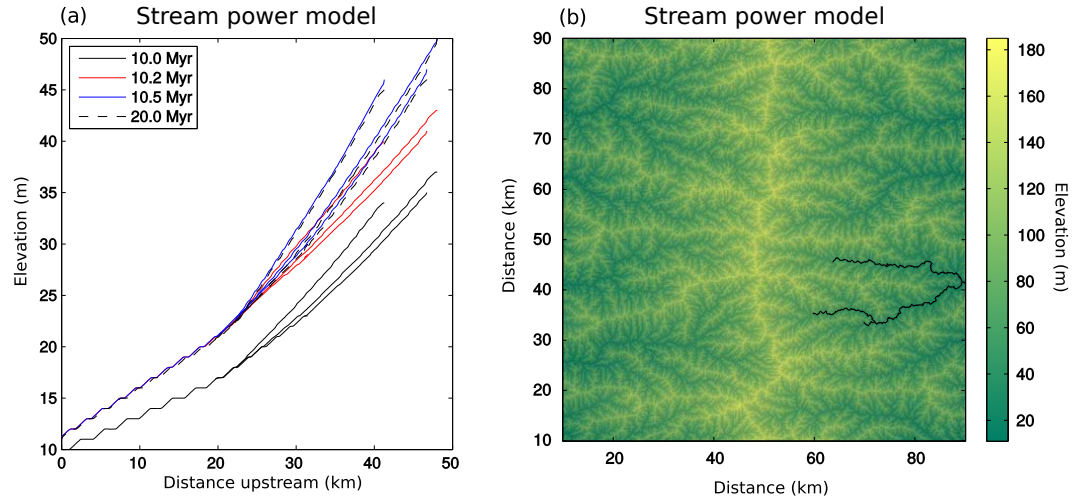 (a) Stream power model
50
45
40
35
30
25
20
15
10
Elevation (m)
10.0 Myr
10.2 Myr
10.5 Myr
20.0 Myr
0 10 20 30 40 50
Distance upstream (km)
(b) Stream power model
90
80
70
60
50
40
30
20
10
Distance (km)
20 40 60 80
Distance (km)
180
160
140
120
100
80
60
40
20
Elevation (m)